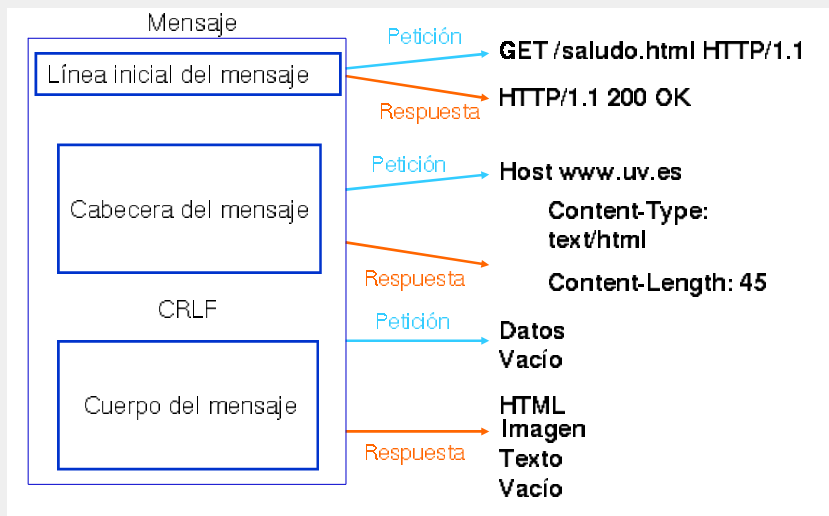 Mensaje
Línea inicial del mensaje
Petición
GET /saludo.html HTTP/1.1
Respuesta
HTTP/1.1 200 OK
Cabecera del mensaje
Petición
Host www.uv.es
Respuesta
Content-Type:
text/html
Content-Length: 45
CRLF
Cuerpo del mensaje
Petición
Datos
Vacío
Respuesta
HTML
Imagen
Texto
Vacío